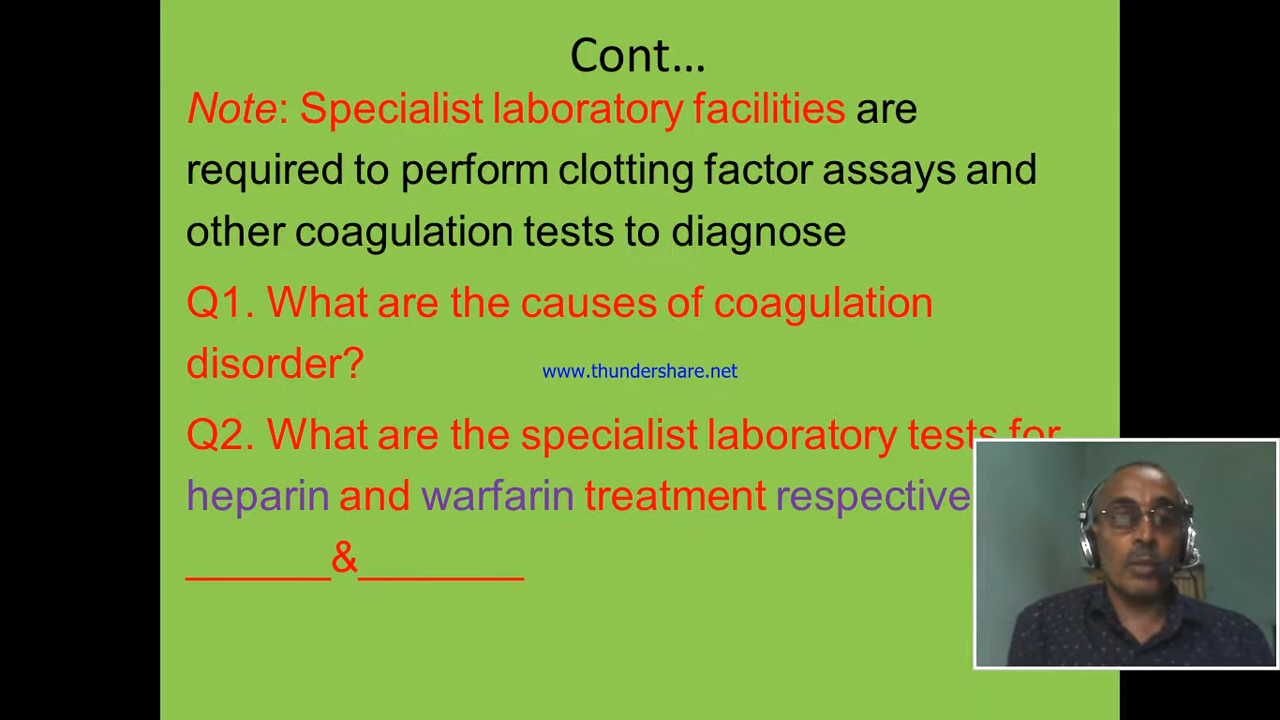 Cont...
Note: Specialist laboratory facilities are
required to perform clotting factor assays and
other coagulation tests to diagnose
Q1. What are the causes of coagulation
disorder?
www.thundershare.net
Q2. What are the specialist laboratory tests for
heparin and warfarin treatment respective
______&_______